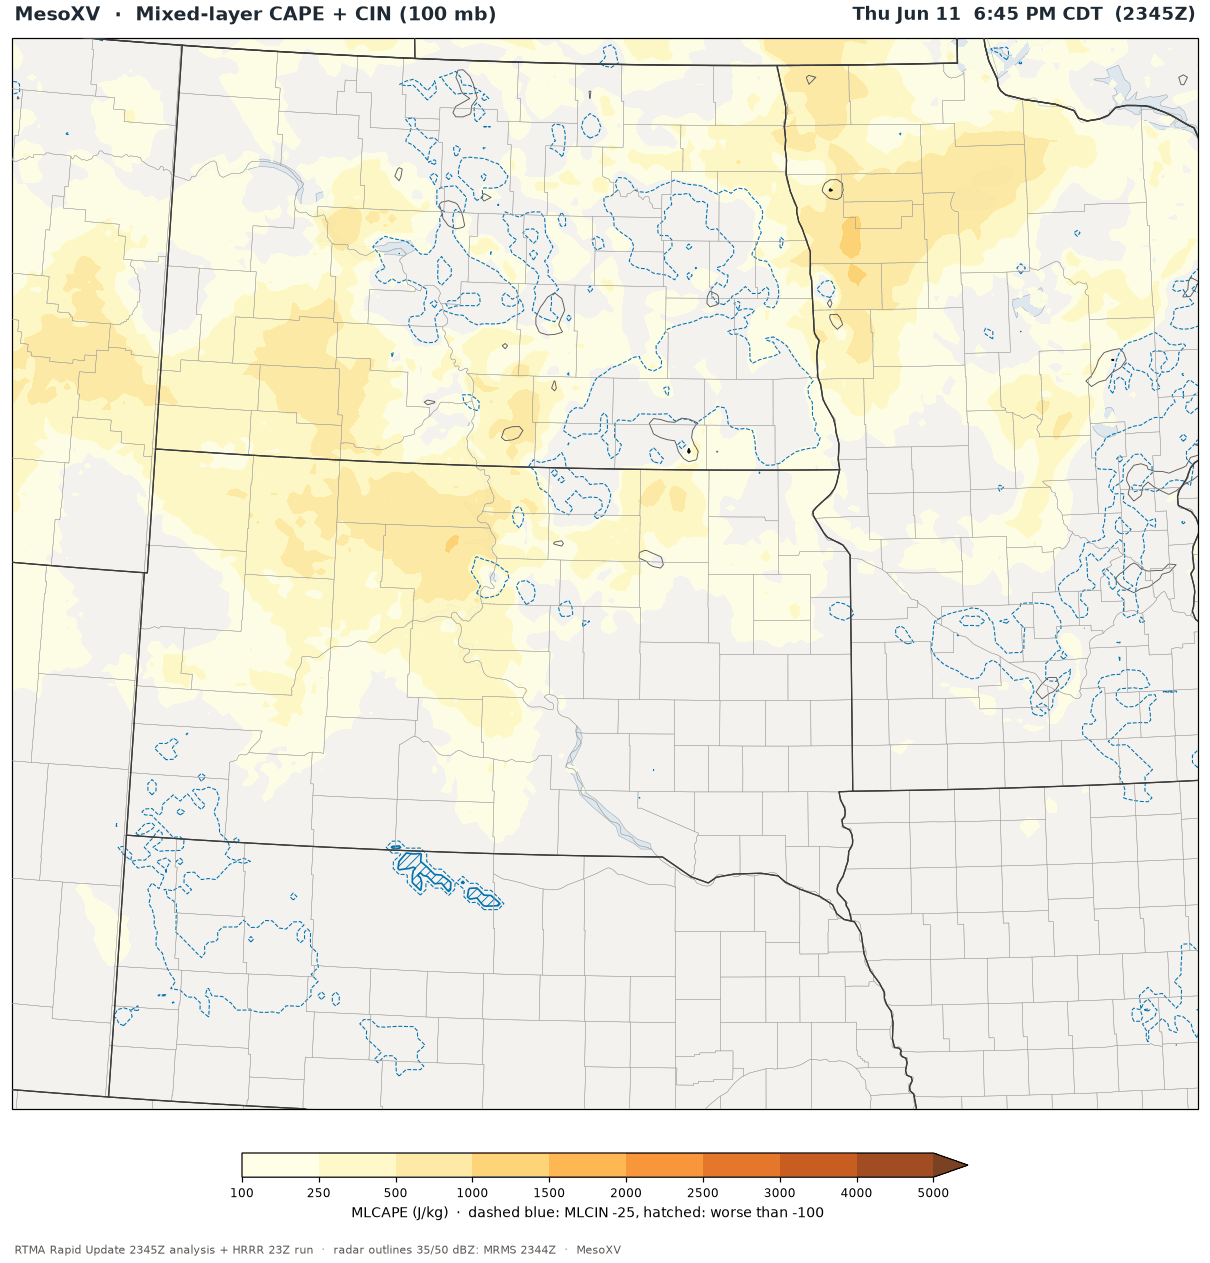 MesoXV · Mixed-layer CAPE + CIN (100 mb)
Thu Jun 11 6:45 PM CDT (2345Z)
100 250 500 1000 1500 2000 2500 3000 4000 5000
MLCAPE (J/kg) · dashed blue: MLCIN -25, hatched: worse than -100
RTMA Rapid Update 2345Z analysis + HRRR 23Z run · radar outlines 35/50 dBZ: MRMS 2344Z · MesoXV